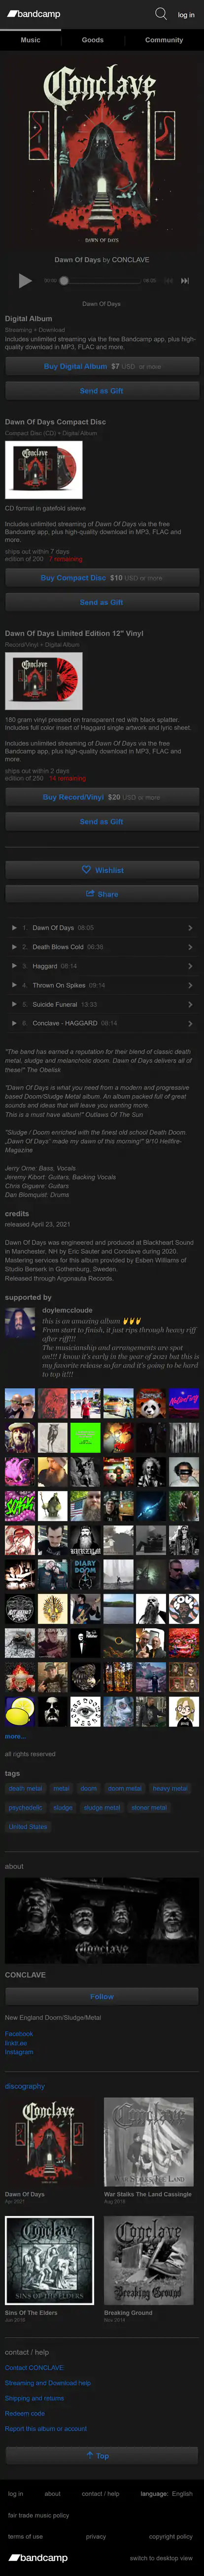 bandcamp
log in
Music
Goods
Community
Conclave
DAWN OF DAYS
Dawn Of Days by CONCLAVE
00:00
08:05
Dawn Of Days
Digital Album
Streaming + Download
Includes unlimited streaming via the free Bandcamp app, plus high-
quality download in MP3, FLAC and more.
Buy Digital Album $7 USD or more
Send as Gift
Dawn Of Days Compact Disc
Compact Disc (CD) + Digital Album
CD format in gatefold sleeve
Includes unlimited streaming of Dawn Of Days via the free
Bandcamp app, plus high-quality download in MP3, FLAC and
more.
ships out within 7 days
edition of 200 7 remaining
Buy Compact Disc $10 USD or more
Send as Gift
Dawn Of Days Limited Edition 12" Vinyl
Record/Vinyl + Digital Album
180 gram vinyl pressed on transparent red with black splatter.
Includes full color insert of Haggard single artwork and lyric sheet.
Includes unlimited streaming of Dawn Of Days via the free
Bandcamp app, plus high-quality download in MP3, FLAC and
more.
ships out within 2 days
edition of 250 14 remaining
Buy Record/Vinyl $20 USD or more
Send as Gift
Wishlist
Share
1. Dawn Of Days 08:05
2. Death Blows Cold 06:36
3. Haggard 08:14
4. Thrown On Spikes 09:14
5. Suicide Funeral 13:33
6. Conclave - HAGGARD 08:14
"The band has earned a reputation for their blend of classic death
metal, sludge and melancholic doom. Dawn of Days delivers all of
these!" The Obelisk
"Dawn Of Days is what you need from a modern and progressive
based Doom/Sludge Metal album. An album packed full of great
sounds and ideas that will leave you wanting more.
This is a must have album!" Outlaws Of The Sun
"Sludge / Doom enriched with the finest old school Death Doom.
„Dawn Of Days" made my dawn of this morning!" 9/10 Hellfire-
Magazine
Jerry Orne: Bass, Vocals
Jeremy Kibort: Guitars, Backing Vocals
Chris Giguere: Guitars
Dan Blomquist: Drums
credits
released April 23, 2021
Dawn Of Days was engineered and produced at Blackheart Sound
in Manchester, NH by Eric Sauter and Conclave during 2020.
Mastering services for this album provided by Esben Willems of
Studio Berserk in Gothenburg, Sweden.
Released through Argonauta Records.
supported by
doylemccloude
this is an amazing album
From start to finish, it just rips through heavy riff
after riff!!!
The musicianship and arrangements are spot
on!!! I know it's early in the year of 2021 but this is
my favorite release so far and it's going to be hard
to top it!!!
DIARY
DOOM
more...
all rights reserved
tags
death metal metal doom doom metal heavy metal
psychedelic sludge sludge metal stoner metal
United States
about
Conclave
CONCLAVE
Follow
New England Doom/Sludge/Metal
Facebook
linktr.ee
Instagram
discography
Conclave
Conclave
WAR STALKS THE LAND
Dawn Of Days
War Stalks The Land Cassingle
Apr 2021
Aug 2019
Conclave
SINS OF THE ELDERS
Conclave
Breaking Ground
Sins Of The Elders
Breaking Ground
Jun 2016
Nov 2014
contact / help
Contact CONCLAVE
Streaming and Download help
Shipping and returns
Redeem code
Report this album or account
Top
log in
about
contact / help
language: English
fair trade music policy
terms of use
privacy
copyright policy
bandcamp
switch to desktop view